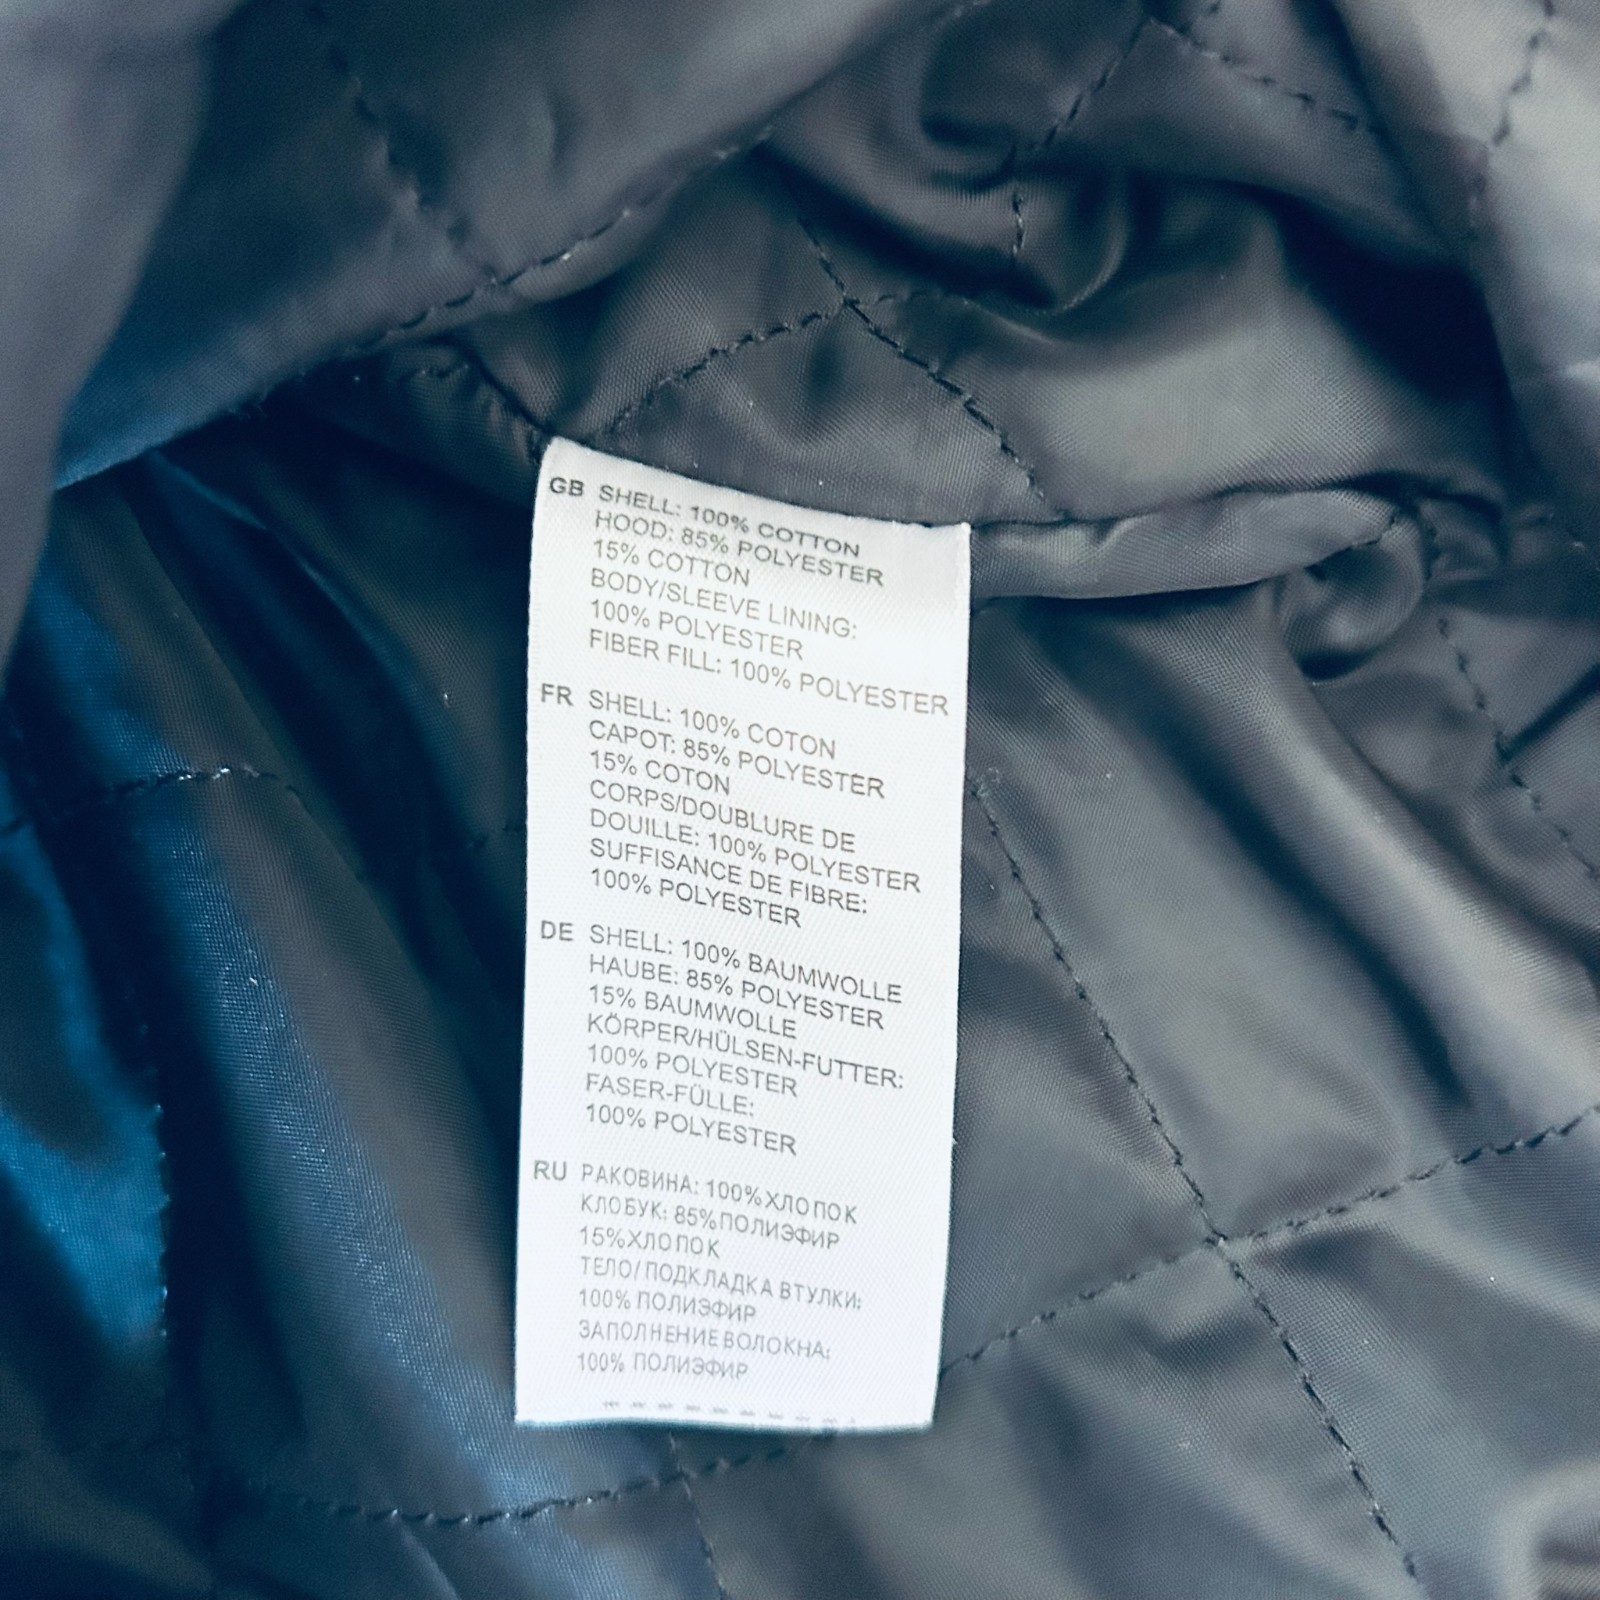 GB SHELL: 100% COTTON
HOOD: 85% POLYESTER
15% COTTON
BODY/SLEEVE LINING:
100% POLYESTER
FIBER FILL: 100% POLYESTER
FR SHELL: 100% COTON
CAPOT: 85% POLYESTER
15% COTON
CORPS/DOUBLURE DE
DOUILLE: 100% POLYESTER
SUFFISANCE DE FIBRE:
100% POLYESTER
DE SHELL: 100% BAUMWOLLE
HAUBE: 85% POLYESTER
15% BAUMWOLLE
KÖRPER/HÜLSEN-FUTTER:
100% POLYESTER
FASER-FÜLLE:
100% POLYESTER
RU РАКОВИНА: 100% ХЛОПОК
КЛОБУК: 85% ПОЛИЭФИР
15% ХЛОПОК
ТЕЛО/ПОДКЛАДКА ВТУЛКИ:
100% ПОЛИЭФИР
ЗАПОЛНЕНИЕ ВОЛОКНА:
100% ПОЛИЭФИР